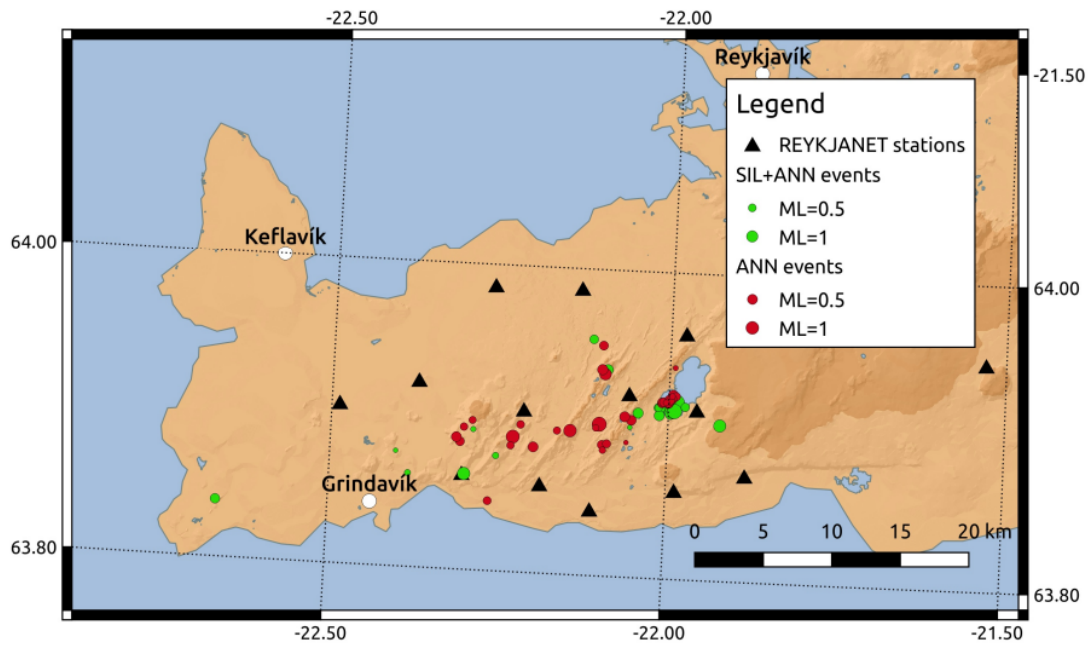 -22.50 -22.00
Reykjavík
-21.50
Legend
REYKJANET stations
SIL+ANN events
ML=0.5
ML=1
ANN events
ML=0.5
ML=1
Keflavík
64.00
64.00
Grindavík
0 5 10 15 20 km
63.80
63.80
-22.50 -22.00 -21.50